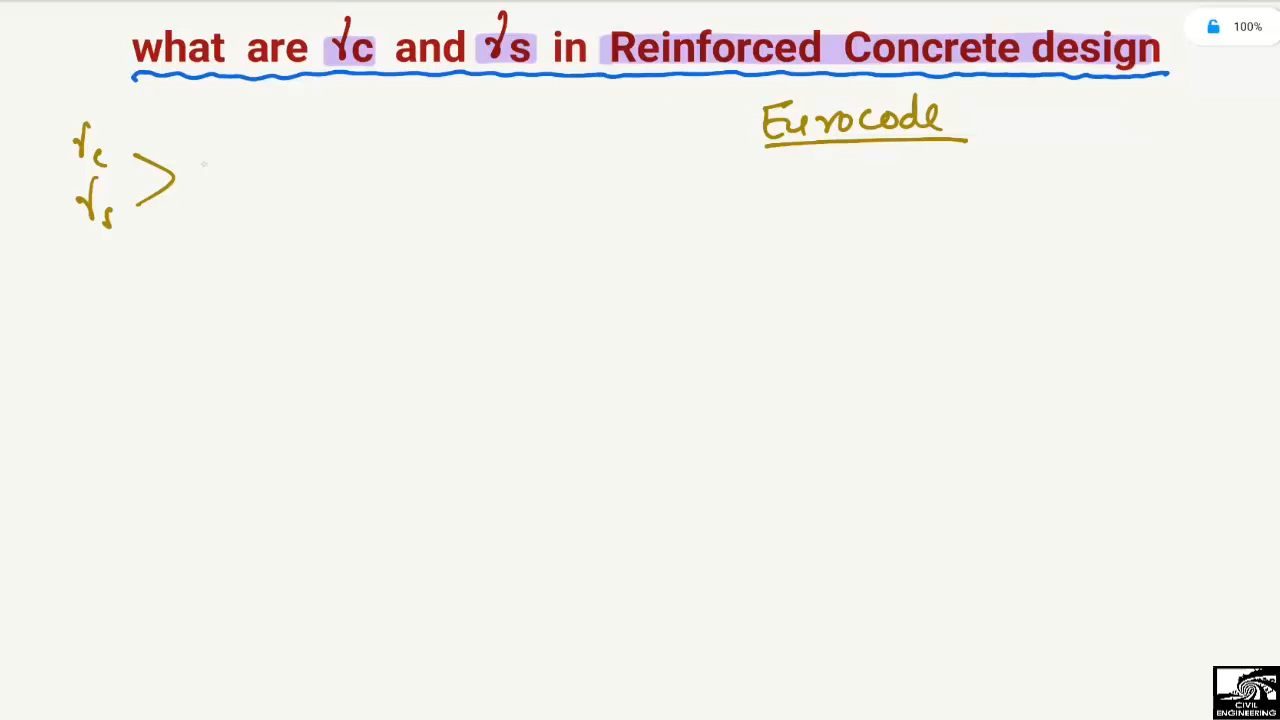 what are γc and γs in Reinforced Concrete design
100%
Eurocode
γc
γs
CIVIL
ENGINEERING